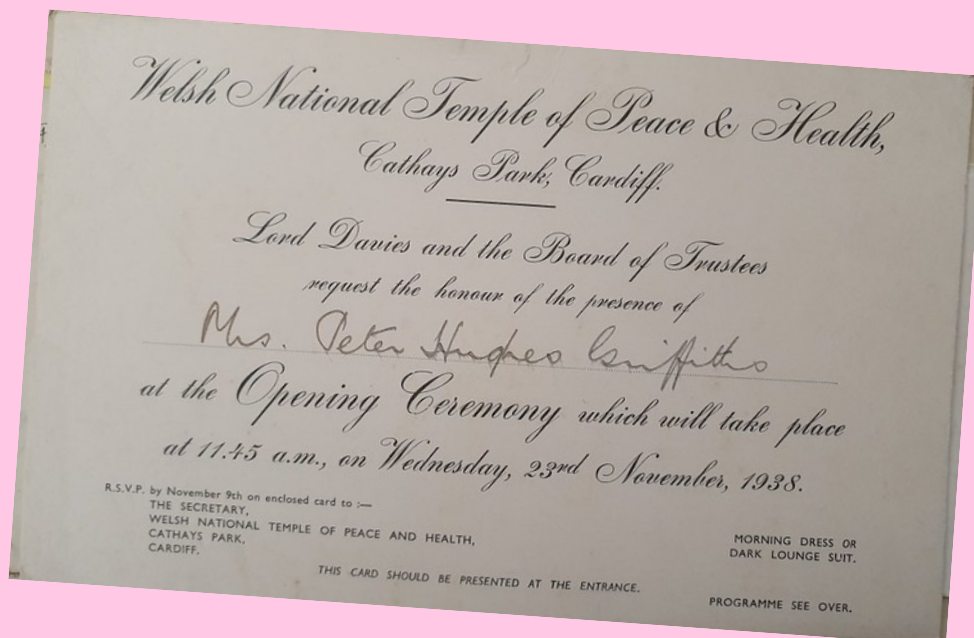 Welsh National Temple of Peace & Health,
Cathays Park, Cardiff.
Lord Davies and the Board of Trustees
request the honour of the presence of
Mrs. Peter Hughes Griffiths
at the Opening Ceremony which will take place
at 11.45 a.m., on Wednesday, 23rd November, 1938.
R.S.V.P. by November 9th on enclosed card to :—
THE SECRETARY,
WELSH NATIONAL TEMPLE OF PEACE AND HEALTH,
CATHAYS PARK,
CARDIFF.
MORNING DRESS OR
DARK LOUNGE SUIT.
THIS CARD SHOULD BE PRESENTED AT THE ENTRANCE.
PROGRAMME SEE OVER.